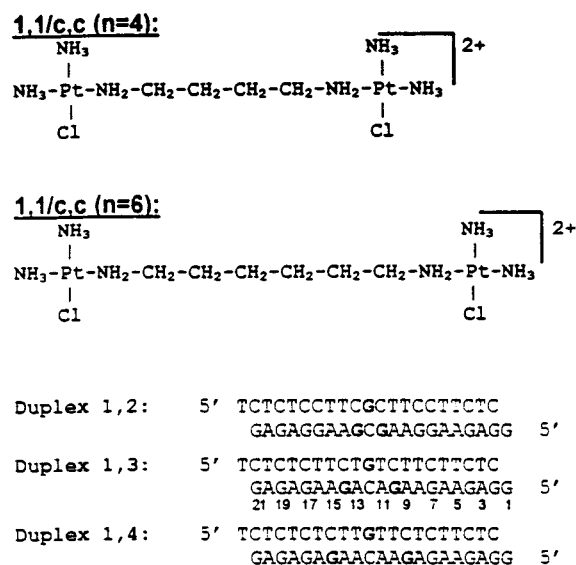 1,1/c,c (n=4):
NH₃ NH₃ 2+
NH₃-Pt-NH₂-CH₂-CH₂-CH₂-CH₂-NH₂-Pt-NH₃
Cl Cl
1,1/c,c (n=6):
NH₃ NH₃ 2+
NH₃-Pt-NH₂-CH₂-CH₂-CH₂-CH₂-CH₂-CH₂-NH₂-Pt-NH₃
Cl Cl
Duplex 1,2: 5′ TCTCTCCTTCGCTTCCTTCTC
GAGAGGAAGCGAAGGAAGAGG 5′
Duplex 1,3: 5′ TCTCTCTTCTGTCTTCTTCTC
GAGAGAAGACAGAAGAAGAGG 5′
21 19 17 15 13 11 9 7 5 3 1
Duplex 1,4: 5′ TCTCTCTCTTGTTCTCTTCTC
GAGAGAGAACAAGAGAAGAGG 5′